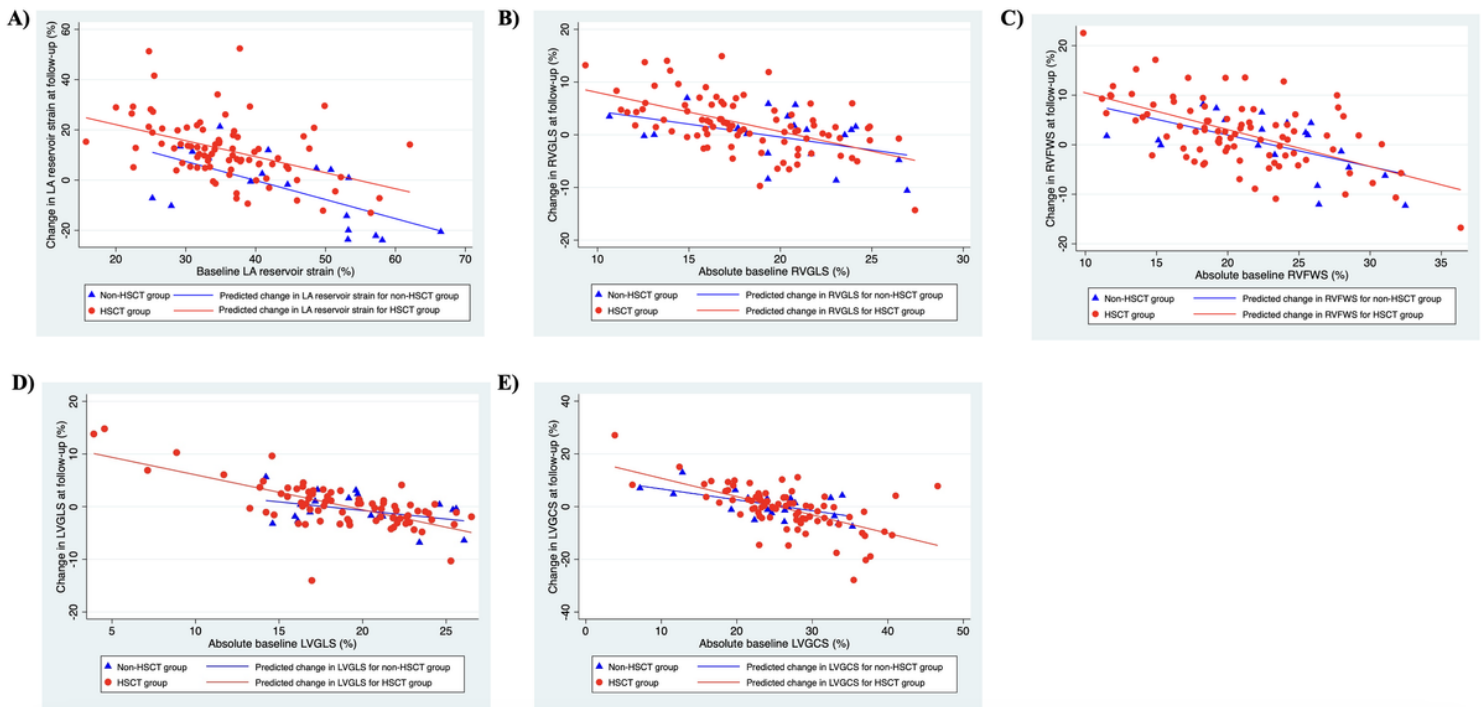 A)
Change in LA reservoir strain at follow-up (%)
60
40
20
0
-20
20 30 40 50 60 70
Baseline LA reservoir strain (%)
Non-HSCT group Predicted change in LA reservoir strain for non-HSCT group
HSCT group Predicted change in LA reservoir strain for HSCT group
B)
Change in RVGLS at follow-up (%)
20
10
0
-10
-20
10 15 20 25 30
Absolute baseline RVGLS (%)
Non-HSCT group Predicted change in RVGLS for non-HSCT group
HSCT group Predicted change in RVGLS for HSCT group
C)
Change in RVFWS at follow-up (%)
20
10
0
-10
-20
10 15 20 25 30 35
Absolute baseline RVFWS (%)
Non-HSCT group Predicted change in RVFWS for non-HSCT group
HSCT group Predicted change in RVFWS for HSCT group
D)
Change in LVGLS at follow-up (%)
20
10
0
-10
-20
5 10 15 20 25
Absolute baseline LVGLS (%)
Non-HSCT group Predicted change in LVGLS for non-HSCT group
HSCT group Predicted change in LVGLS for HSCT group
E)
Change in LVGCS at follow-up (%)
40
20
0
-20
-40
0 10 20 30 40 50
Absolute baseline LVGCS (%)
Non-HSCT group Predicted change in LVGCS for non-HSCT group
HSCT group Predicted change in LVGCS for HSCT group